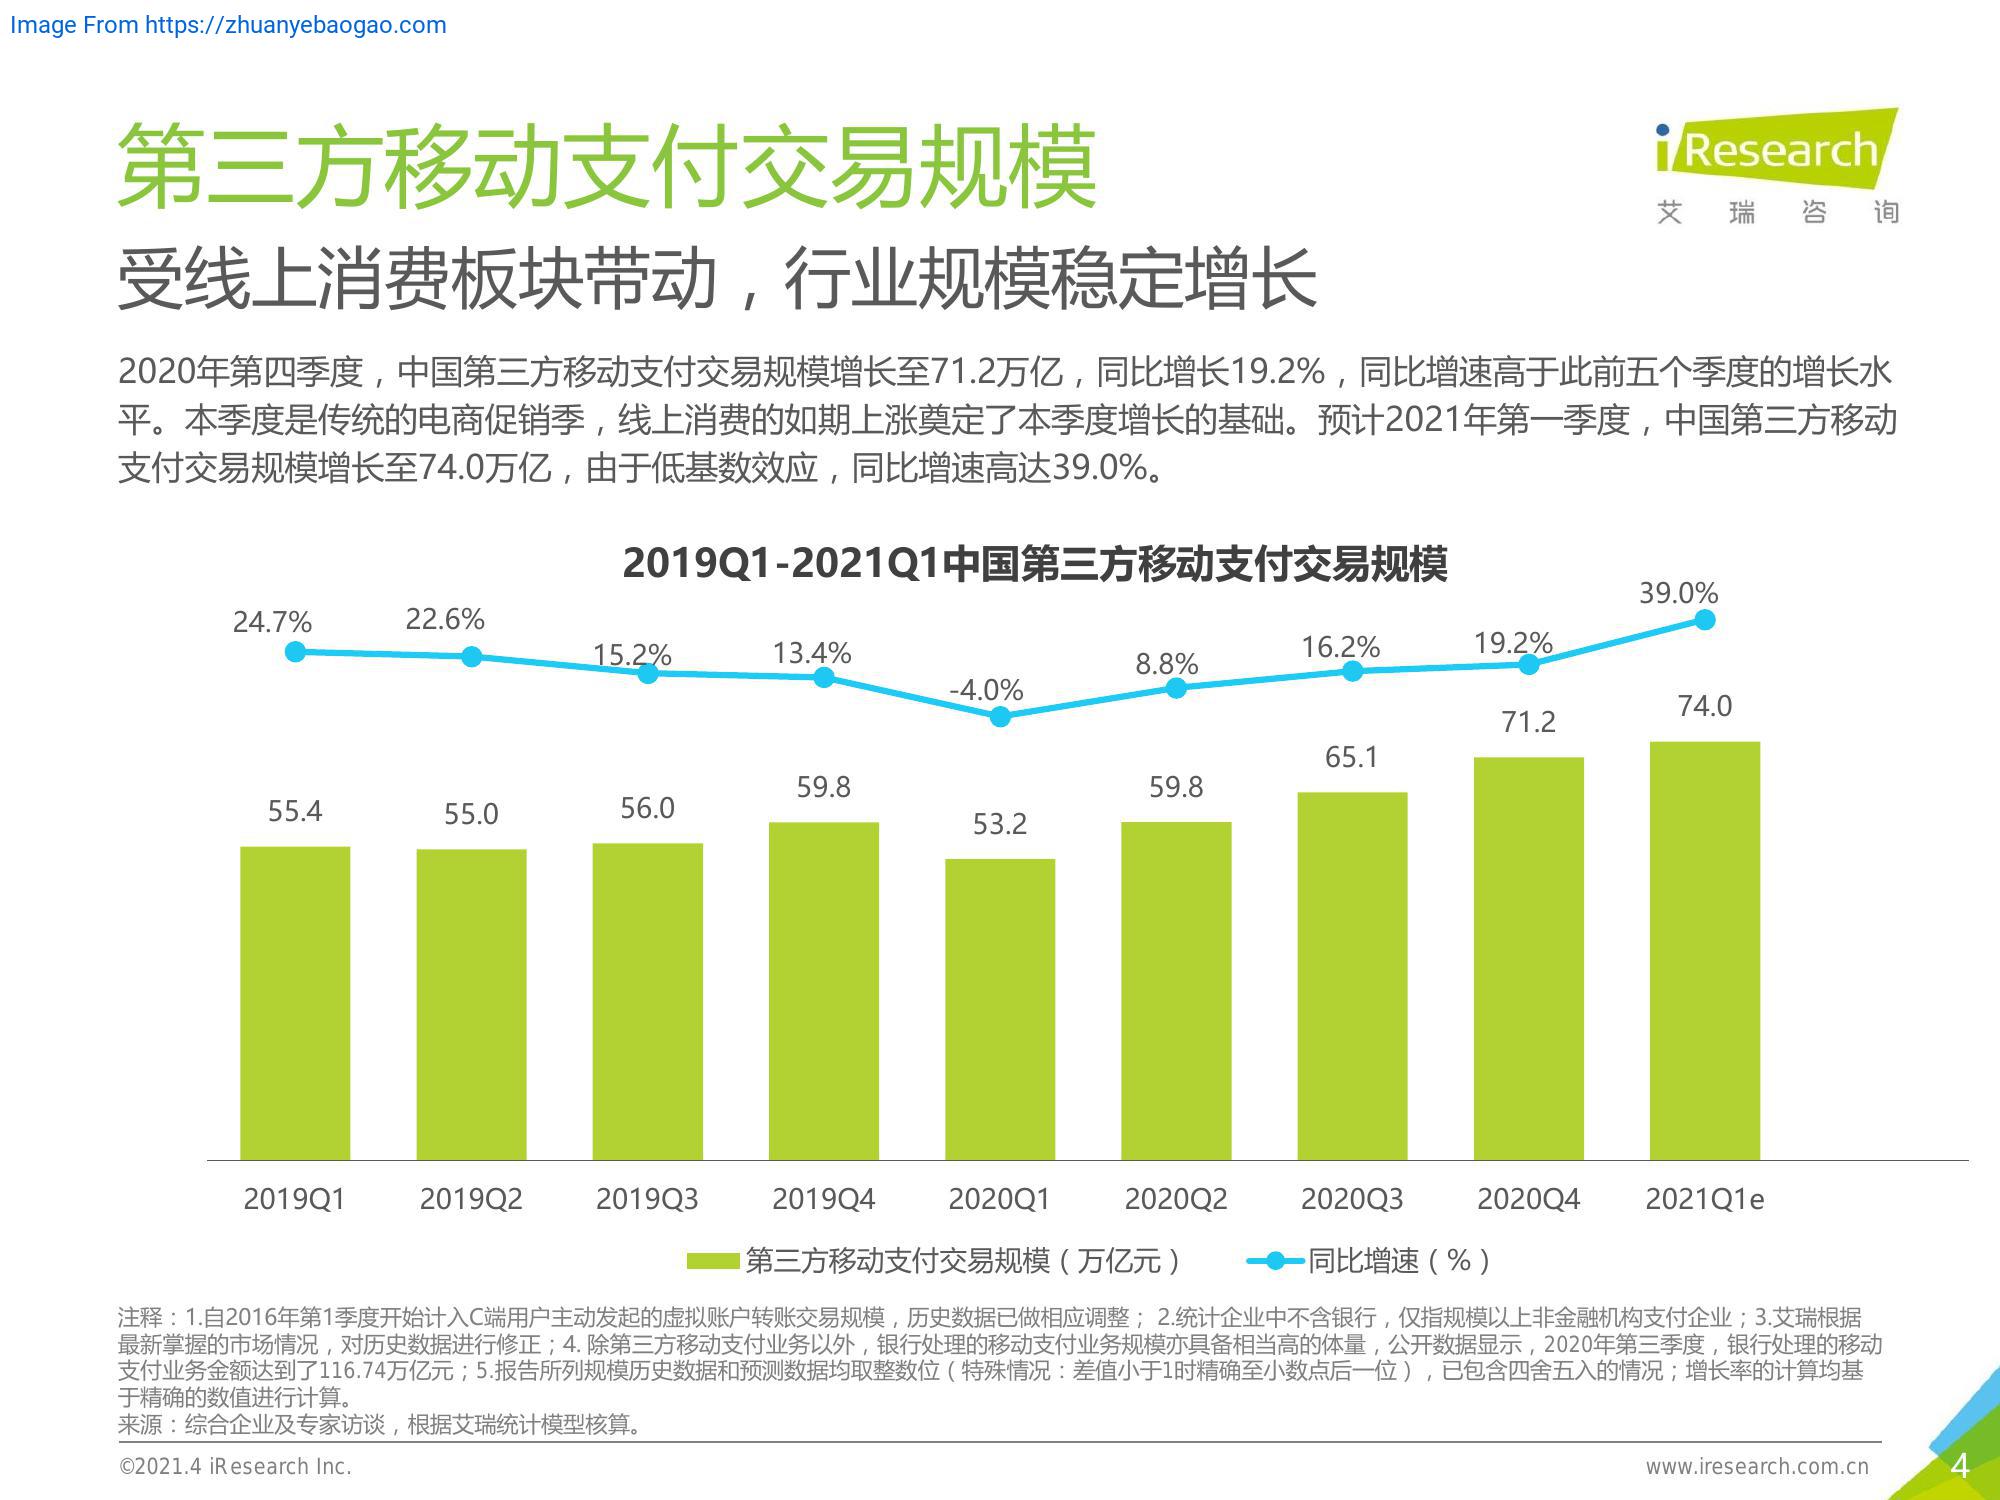 Image From https://zhuanyebaogao.com
iResearch
艾瑞咨询
第三方移动支付交易规模
受线上消费板块带动，行业规模稳定增长
2020年第四季度，中国第三方移动支付交易规模增长至71.2万亿，同比增长19.2%，同比增速高于此前五个季度的增长水
平。本季度是传统的电商促销季，线上消费的如期上涨奠定了本季度增长的基础。预计2021年第一季度，中国第三方移动
支付交易规模增长至74.0万亿，由于低基数效应，同比增速高达39.0%。
2019Q1-2021Q1中国第三方移动支付交易规模
24.7% 22.6% 15.2% 13.4% -4.0% 8.8% 16.2% 19.2% 39.0%
55.4 55.0 56.0 59.8 53.2 59.8 65.1 71.2 74.0
2019Q1 2019Q2 2019Q3 2019Q4 2020Q1 2020Q2 2020Q3 2020Q4 2021Q1e
第三方移动支付交易规模（万亿元） 同比增速（%）
注释：1.自2016年第1季度开始计入C端用户主动发起的虚拟账户转账交易规模，历史数据已做相应调整； 2.统计企业中不含银行，仅指规模以上非金融机构支付企业；3.艾瑞根据
最新掌握的市场情况，对历史数据进行修正；4. 除第三方移动支付业务以外，银行处理的移动支付业务规模亦具备相当高的体量，公开数据显示，2020年第三季度，银行处理的移动
支付业务金额达到了116.74万亿元；5.报告所列规模历史数据和预测数据均取整数位（特殊情况：差值小于1时精确至小数点后一位），已包含四舍五入的情况；增长率的计算均基
于精确的数值进行计算。
来源：综合企业及专家访谈，根据艾瑞统计模型核算。
©2021.4 iResearch Inc.
www.iresearch.com.cn
4